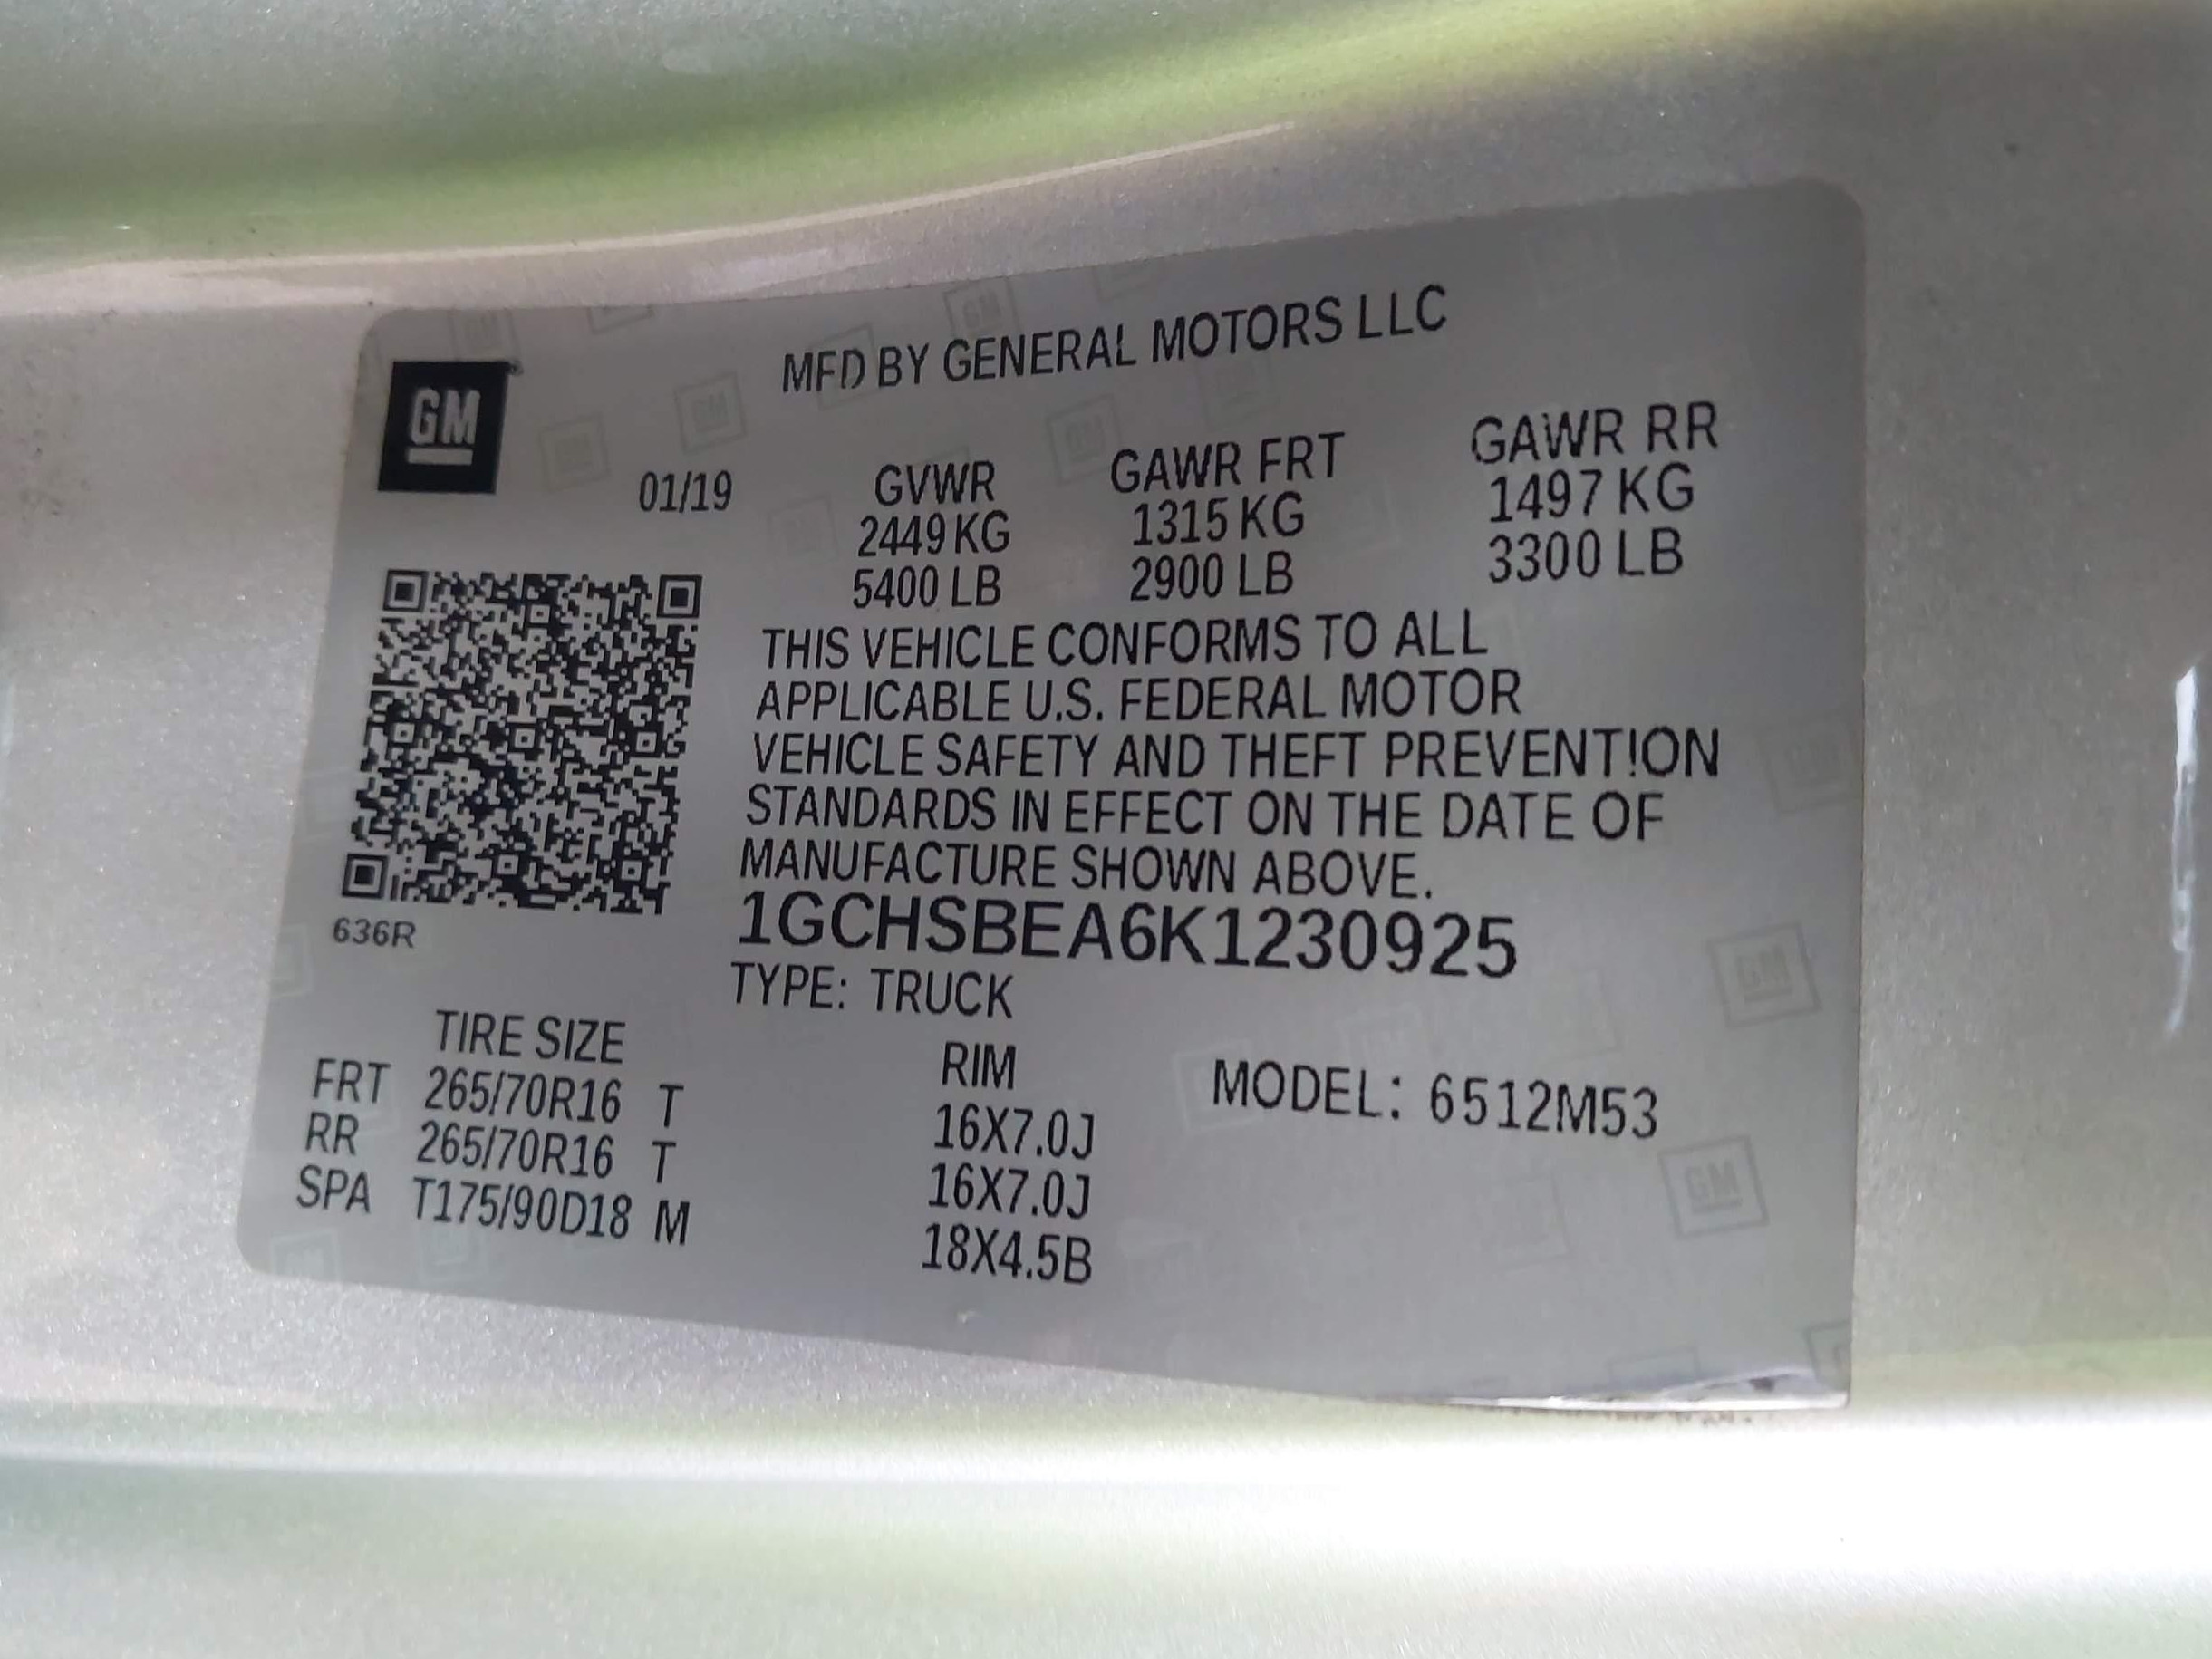 GM
MFD BY GENERAL MOTORS LLC
01/19 GVWR GAWR FRT GAWR RR
2449 KG 1315 KG 1497 KG
5400 LB 2900 LB 3300 LB
THIS VEHICLE CONFORMS TO ALL
APPLICABLE U.S. FEDERAL MOTOR
VEHICLE SAFETY AND THEFT PREVENT!ON
STANDARDS IN EFFECT ON THE DATE OF
MANUFACTURE SHOWN ABOVE.
1GCHSBEA6K1230925
636R
TYPE: TRUCK
TIRE SIZE RIM MODEL: 6512M53
FRT 265/70R16 T 16X7.0J
RR 265/70R16 T 16X7.0J
SPA T175/90D18 M 18X4.5B